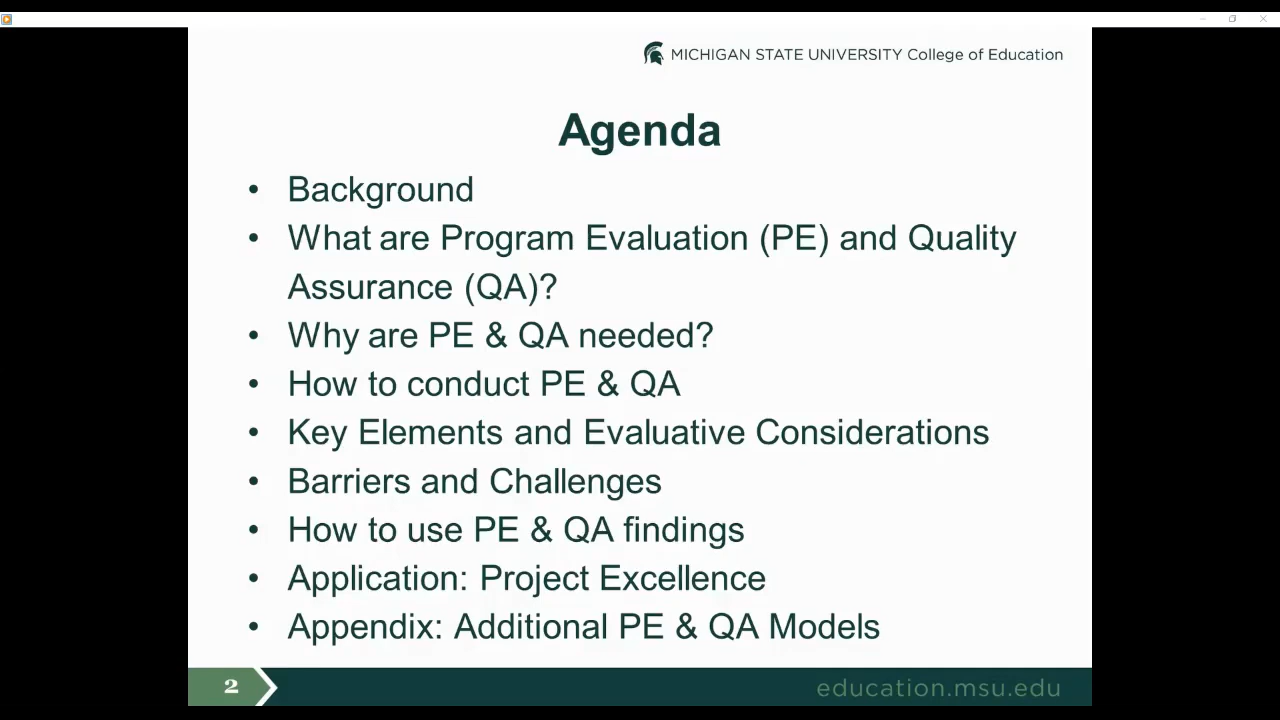 MICHIGAN STATE UNIVERSITY College of Education
Agenda
• Background
• What are Program Evaluation (PE) and Quality
Assurance (QA)?
• Why are PE & QA needed?
• How to conduct PE & QA
• Key Elements and Evaluative Considerations
• Barriers and Challenges
• How to use PE & QA findings
• Application: Project Excellence
• Appendix: Additional PE & QA Models
2
education.msu.edu